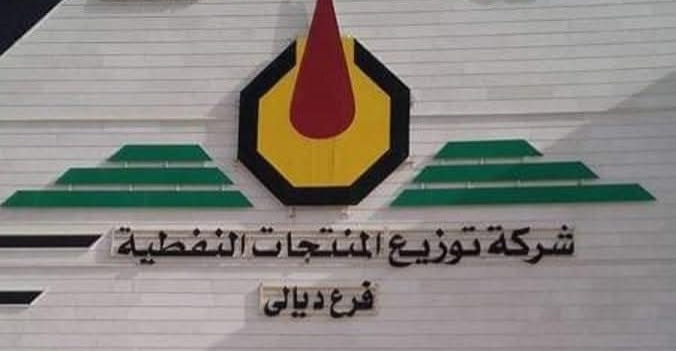 شركة توزيع المنتجات النفطية
فرع ديالى